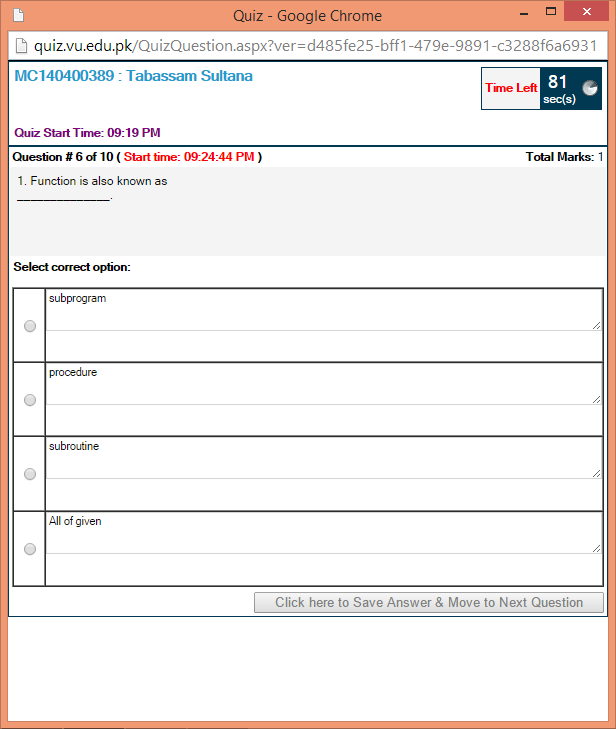 Quiz - Google Chrome
quiz.vu.edu.pk/QuizQuestion.aspx?ver=d485fe25-bff1-479e-9891-c3288f6a6931
MC140400389 : Tabassam Sultana
Time Left 81 sec(s)
Quiz Start Time: 09:19 PM
Question # 6 of 10 ( Start time: 09:24:44 PM ) Total Marks: 1
1. Function is also known as
______________.
Select correct option:
subprogram
procedure
subroutine
All of given
Click here to Save Answer & Move to Next Question